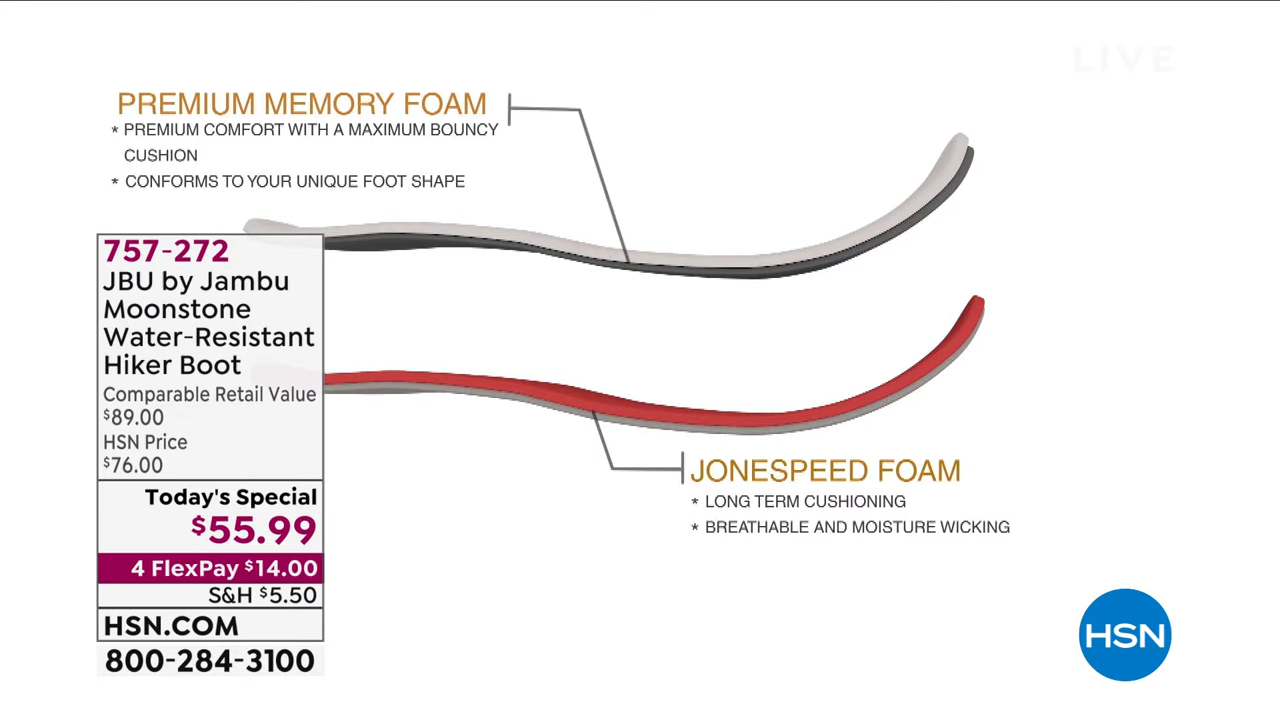 LIVE
PREMIUM MEMORY FOAM
* PREMIUM COMFORT WITH A MAXIMUM BOUNCY
CUSHION
* CONFORMS TO YOUR UNIQUE FOOT SHAPE
757-272
JBU by Jambu
Moonstone
Water-Resistant
Hiker Boot
Comparable Retail Value
$89.00
HSN Price
$76.00
Today's Special
$55.99
4 FlexPay $14.00
S&H $5.50
HSN.COM
800-284-3100
JONESPEED FOAM
* LONG TERM CUSHIONING
* BREATHABLE AND MOISTURE WICKING
HSN